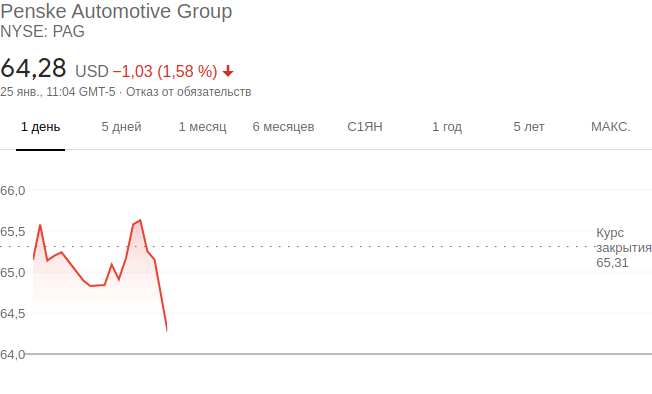 Penske Automotive Group
NYSE: PAG
64,28 USD −1,03 (1,58 %) 🡇
25 янв., 11:04 GMT-5 · Отказ от обязательств
1 день 5 дней 1 месяц 6 месяцев С1ЯН 1 год 5 лет МАКС.
66,0
65,5
Курс
закрытия
65,31
65,0
64,5
64,0